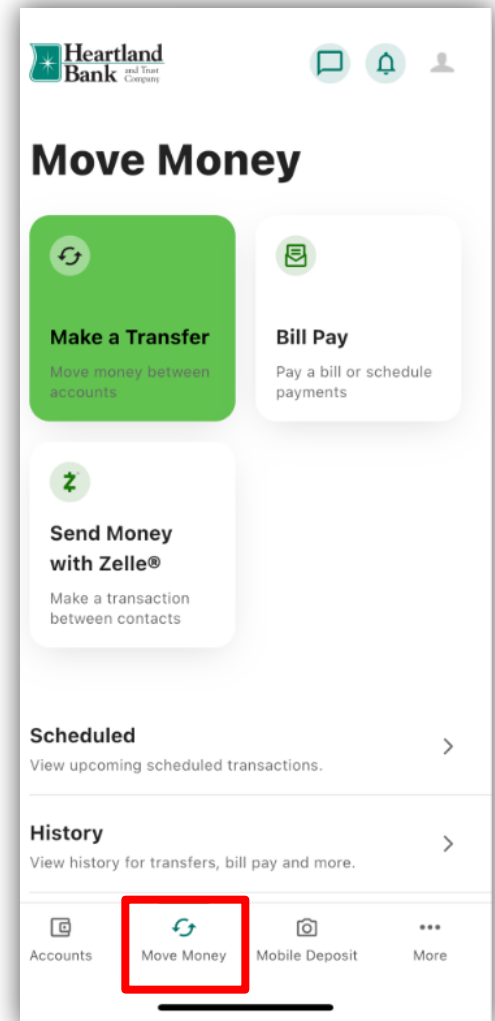 Heartland
Bank and Trust Company
Move Money
Make a Transfer
Move money between
accounts
Bill Pay
Pay a bill or schedule
payments
Send Money
with Zelle®
Make a transaction
between contacts
Scheduled
View upcoming scheduled transactions.
History
View history for transfers, bill pay and more.
Accounts
Move Money
Mobile Deposit
More